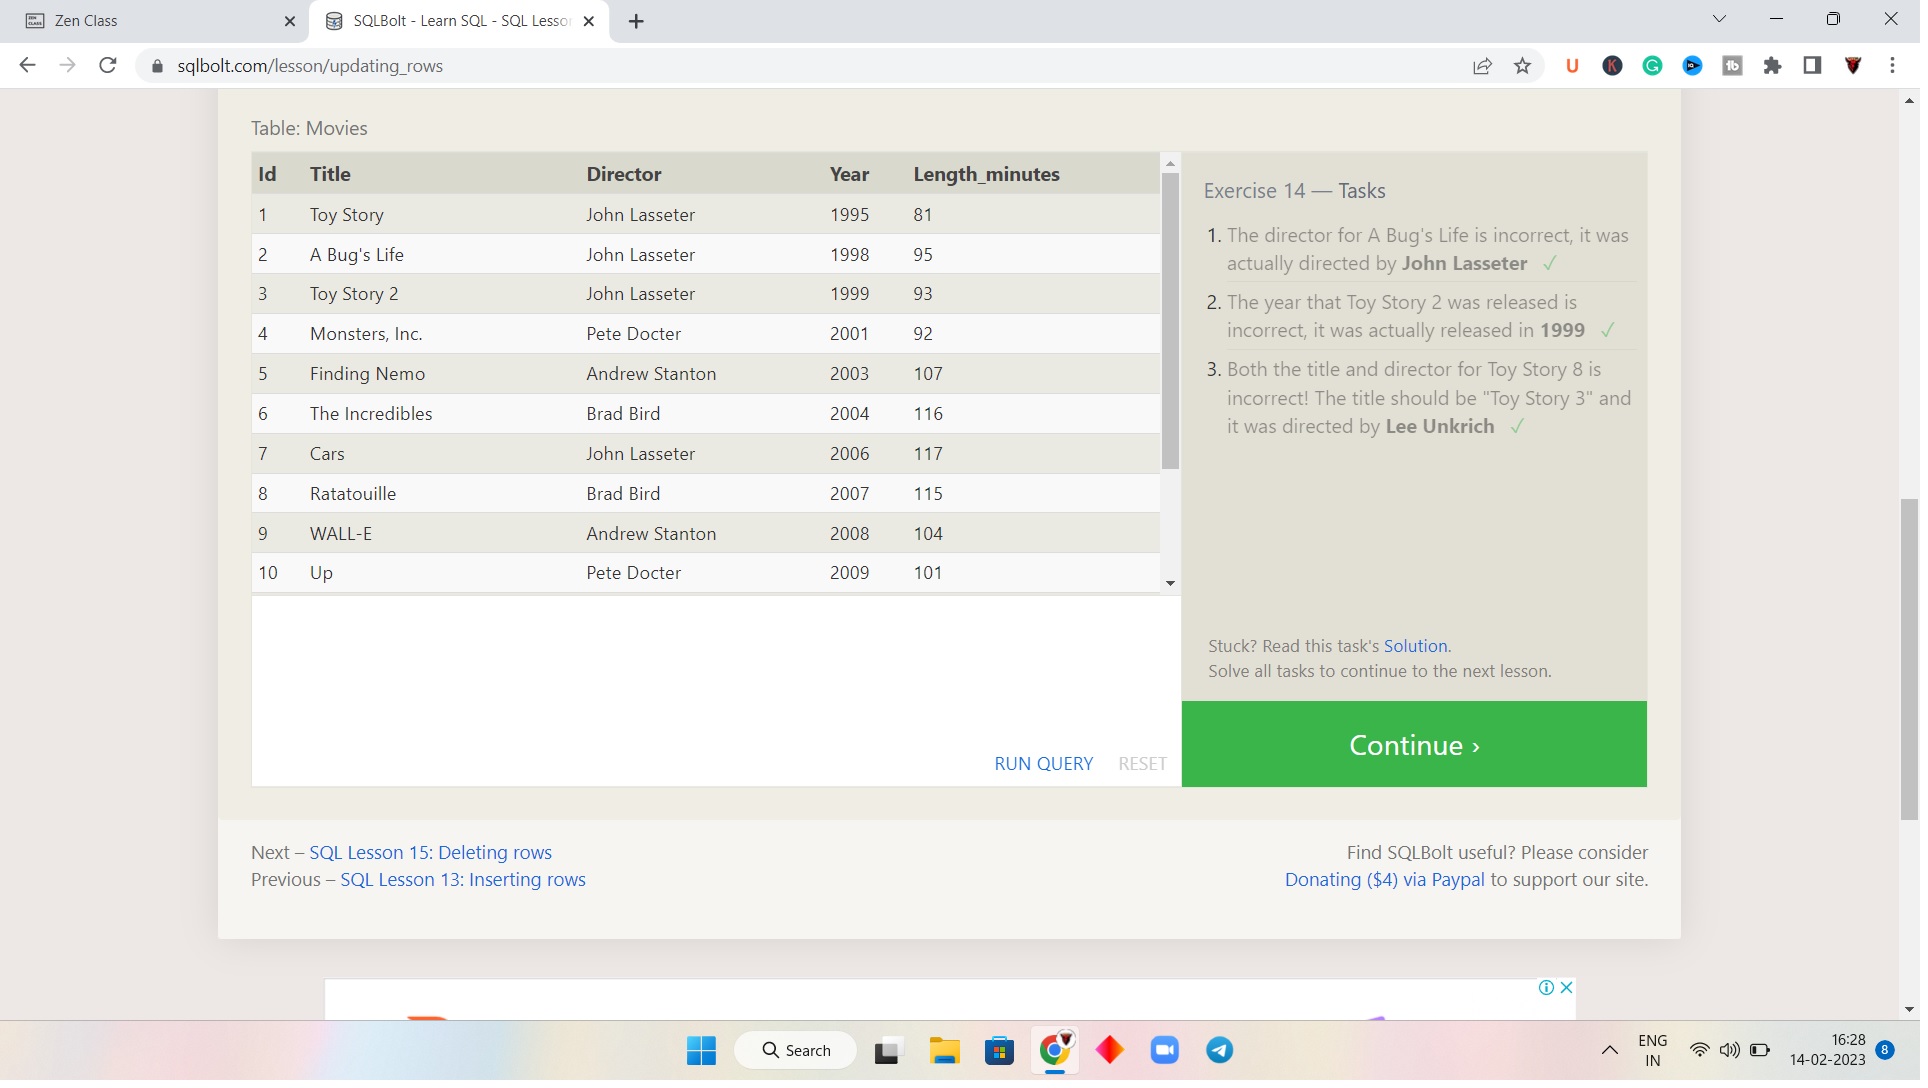 Zen Class
SQLBolt - Learn SQL - SQL Lesson
sqlbolt.com/lesson/updating_rows
Table: Movies
Id Title Director Year Length_minutes
1 Toy Story John Lasseter 1995 81
2 A Bug's Life John Lasseter 1998 95
3 Toy Story 2 John Lasseter 1999 93
4 Monsters, Inc. Pete Docter 2001 92
5 Finding Nemo Andrew Stanton 2003 107
6 The Incredibles Brad Bird 2004 116
7 Cars John Lasseter 2006 117
8 Ratatouille Brad Bird 2007 115
9 WALL-E Andrew Stanton 2008 104
10 Up Pete Docter 2009 101
RUN QUERY RESET
Exercise 14 — Tasks
1. The director for A Bug's Life is incorrect, it was
actually directed by John Lasseter ✓
2. The year that Toy Story 2 was released is
incorrect, it was actually released in 1999 ✓
3. Both the title and director for Toy Story 8 is
incorrect! The title should be "Toy Story 3" and
it was directed by Lee Unkrich ✓
Stuck? Read this task's Solution.
Solve all tasks to continue to the next lesson.
Continue ›
Next – SQL Lesson 15: Deleting rows
Previous – SQL Lesson 13: Inserting rows
Find SQLBolt useful? Please consider
Donating ($4) via Paypal to support our site.
Search
ENG
IN
16:28
14-02-2023
8